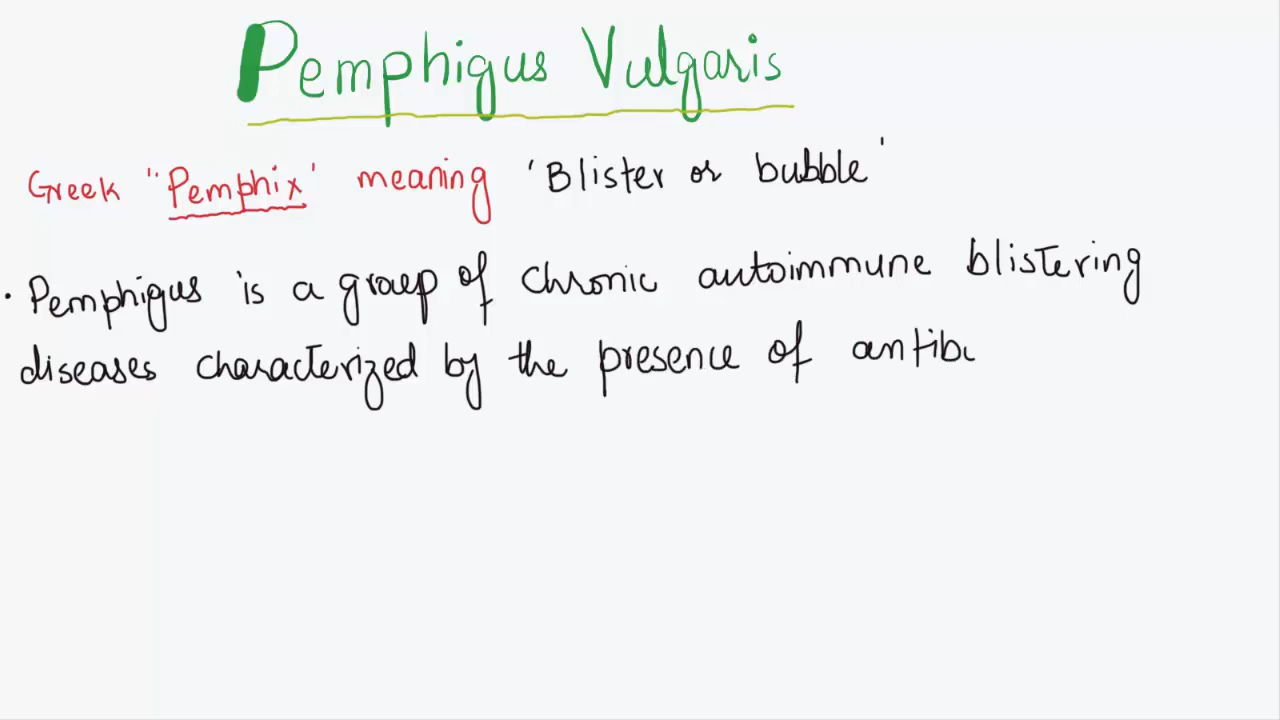 Pemphigus Vulgaris
Greek "Pemphix' meaning 'Blister or bubble'
• Pemphigus is a group of chronic autoimmune blistering
diseases characterized by the presence of antibo